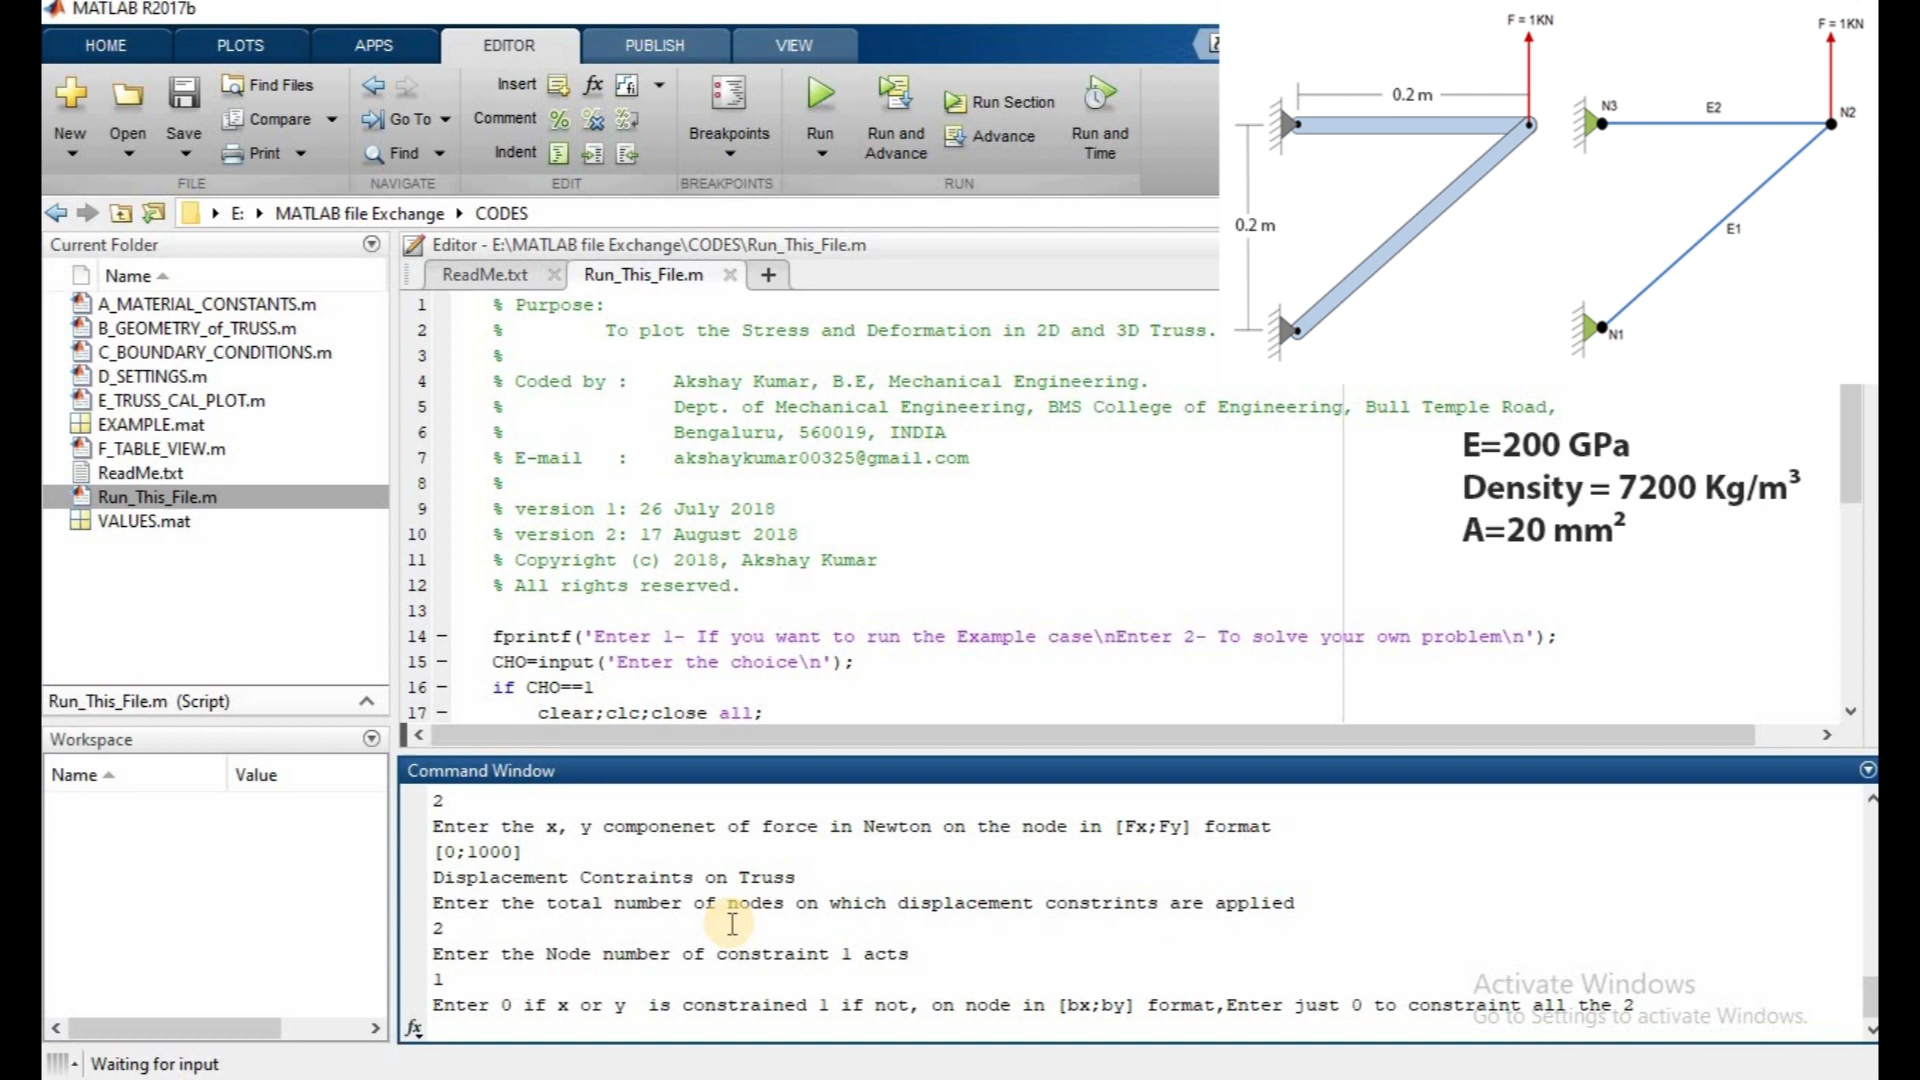 MATLAB R2017b
HOME
PLOTS
APPS
EDITOR
PUBLISH
VIEW
New
Open
Save
Find Files
Compare
Print
Go To
Find
Insert
fx
Comment
Indent
Breakpoints
Run
Run and Advance
Run Section
Advance
Run and Time
FILE
NAVIGATE
EDIT
BREAKPOINTS
RUN
F = 1KN
0.2 m
0.2 m
F = 1KN
N3
E2
N2
E1
N1
E=200 GPa
Density = 7200 Kg/m³
A=20 mm²
E: ▸ MATLAB file Exchange ▸ CODES
Current Folder
Name
A_MATERIAL_CONSTANTS.m
B_GEOMETRY_of_TRUSS.m
C_BOUNDARY_CONDITIONS.m
D_SETTINGS.m
E_TRUSS_CAL_PLOT.m
EXAMPLE.mat
F_TABLE_VIEW.m
ReadMe.txt
Run_This_File.m
VALUES.mat
Run_This_File.m (Script)
Workspace
Name Value
Editor - E:\MATLAB file Exchange\CODES\Run_This_File.m
ReadMe.txt
Run_This_File.m
1 % Purpose:
2 % To plot the Stress and Deformation in 2D and 3D Truss.
3 %
4 % Coded by : Akshay Kumar, B.E, Mechanical Engineering.
5 % Dept. of Mechanical Engineering, BMS College of Engineering, Bull Temple Road,
6 % Bengaluru, 560019, INDIA
7 % E-mail : akshaykumar00325@gmail.com
8 %
9 % version 1: 26 July 2018
10 % version 2: 17 August 2018
11 % Copyright (c) 2018, Akshay Kumar
12 % All rights reserved.
13
14 – fprintf('Enter 1- If you want to run the Example case\nEnter 2- To solve your own problem\n');
15 – CHO=input('Enter the choice\n');
16 – if CHO==1
17 – clear;clc;close all;
Command Window
2
Enter the x, y componenet of force in Newton on the node in [Fx;Fy] format
[0;1000]
Displacement Contraints on Truss
Enter the total number of nodes on which displacement constrints are applied
2
Enter the Node number of constraint 1 acts
1
Enter 0 if x or y  is constrained 1 if not, on node in [bx;by] format,Enter just 0 to constraint all the 2
fx
Activate Windows
Go to Settings to activate Windows.
Waiting for input